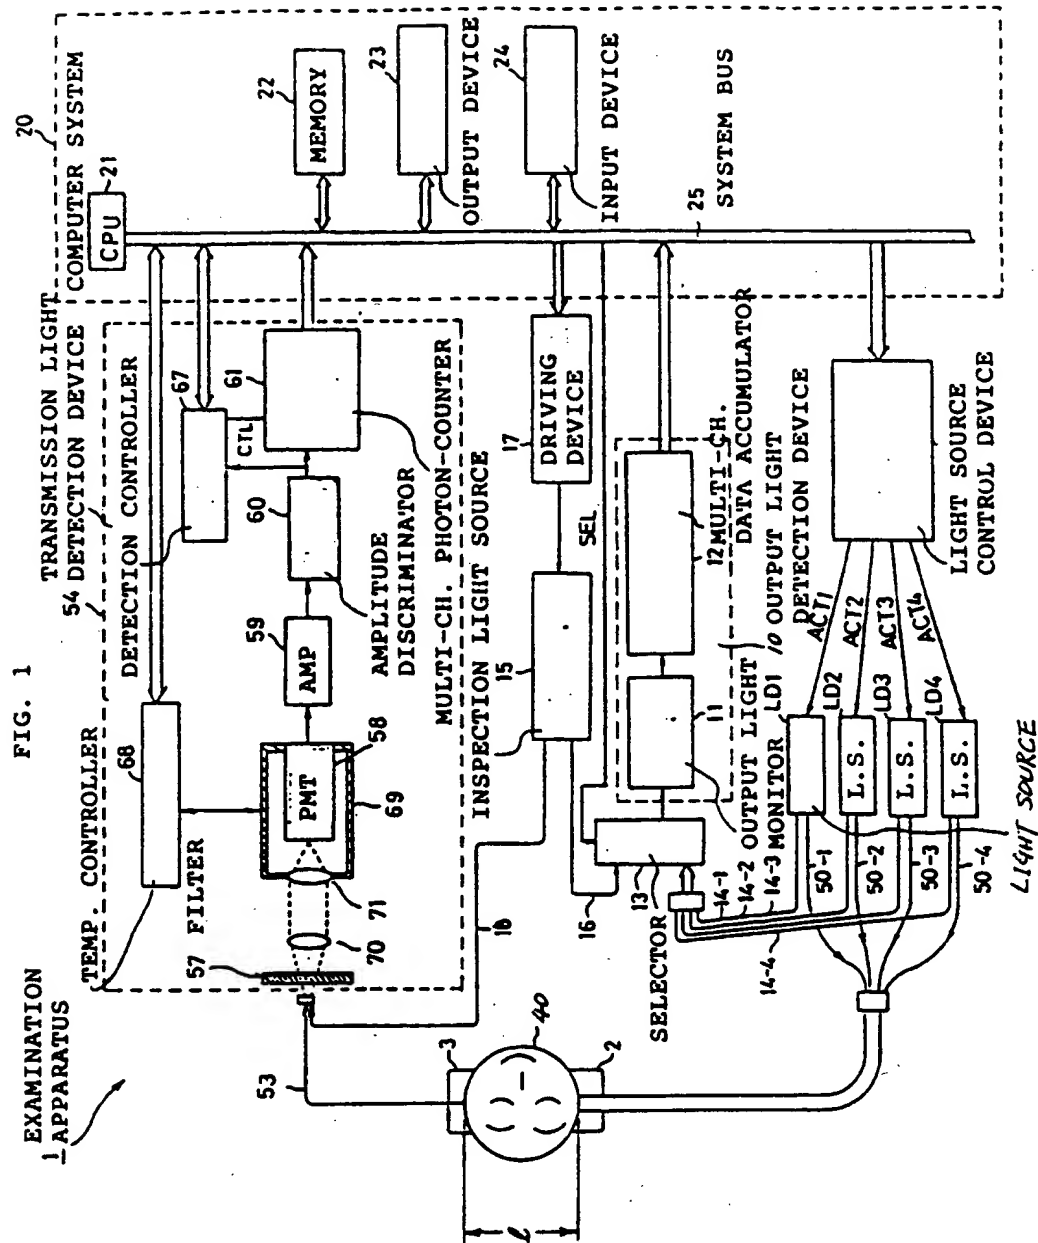 FIG. 1
1 EXAMINATION
APPARATUS
20
COMPUTER SYSTEM
CPU
21
MEMORY
22
23
OUTPUT DEVICE
24
INPUT DEVICE
SYSTEM BUS
25
TRANSMISSION LIGHT
54 DETECTION DEVICE
DETECTION CONTROLLER
67
CTL
61
60
AMPLITUDE
DISCRIMINATOR
MULTI-CH. PHOTON-COUNTER
59
AMP
TEMP. CONTROLLER
68
FILTER
57
70
71
PMT
58
69
INSPECTION LIGHT SOURCE
15
17
DRIVING
DEVICE
SEL
16
16
13
SELECTOR
11
OUTPUT LIGHT
MONITOR
12 MULTI-CH.
DATA ACCUMULATOR
10 OUTPUT LIGHT
DETECTION DEVICE
14-1
14-2
14-3
14-4
LIGHT SOURCE
CONTROL DEVICE
ACT1
ACT2
ACT3
ACT4
LD1
LD2
LD3
LD4
L.S.
L.S.
L.S.
50-1
50-2
50-3
50-4
LIGHT SOURCE
53
3
40
2
l